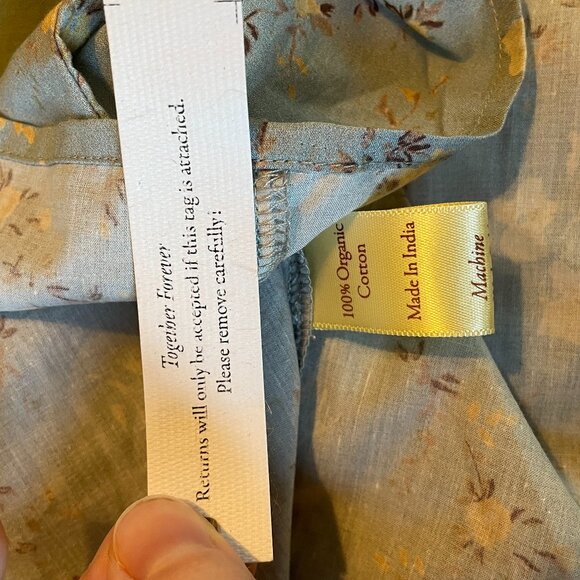 Together Forever
Returns will only be accepted if this tag is attached.
Please remove carefully!
100% Organic
Cotton
Made In India
Machine